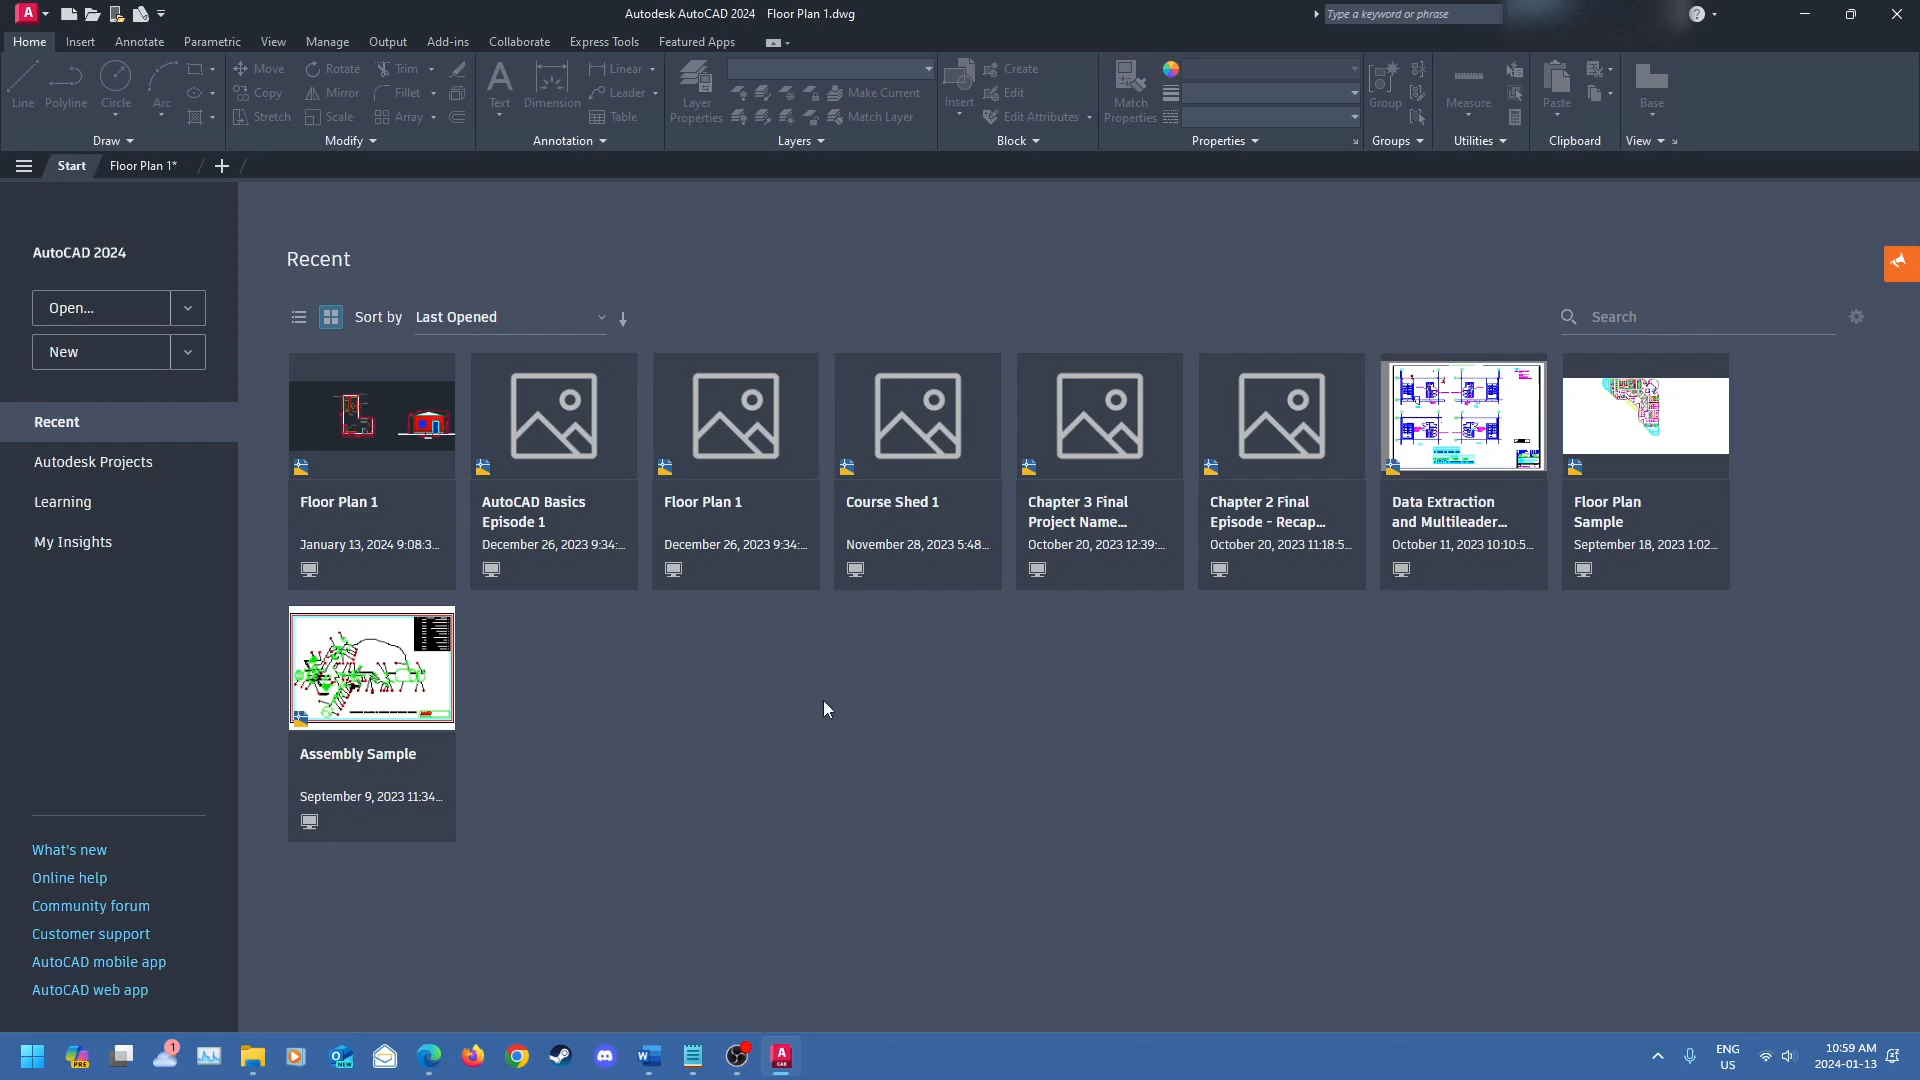 Autodesk AutoCAD 2024 Floor Plan 1.dwg
Type a keyword or phrase
Home Insert Annotate Parametric View Manage Output Add-ins Collaborate Express Tools Featured Apps
Move Rotate Trim Linear Create
Copy Mirror Fillet Leader Make Current Edit
Line Polyline Circle Arc Text Dimension Layer Properties Insert Match Properties Group Measure Paste Base
Stretch Scale Array Table Match Layer Edit Attributes
Draw Modify Annotation Layers Block Properties Groups Utilities Clipboard View
Start Floor Plan 1*
AutoCAD 2024
Open...
New
Recent
Autodesk Projects
Learning
My Insights
What's new
Online help
Community forum
Customer support
AutoCAD mobile app
AutoCAD web app
Recent
Sort by Last Opened
Search
Floor Plan 1
January 13, 2024 9:08:3...
AutoCAD Basics
Episode 1
December 26, 2023 9:34:...
Floor Plan 1
December 26, 2023 9:34:...
Course Shed 1
November 28, 2023 5:48...
Chapter 3 Final
Project Name...
October 20, 2023 12:39:...
Chapter 2 Final
Episode - Recap...
October 20, 2023 11:18:5...
Data Extraction
and Multileader...
October 11, 2023 10:10:5...
Floor Plan
Sample
September 18, 2023 1:02...
Assembly Sample
September 9, 2023 11:34...
1
PRE
NEW
CAD
ENG
US
10:59 AM
2024-01-13